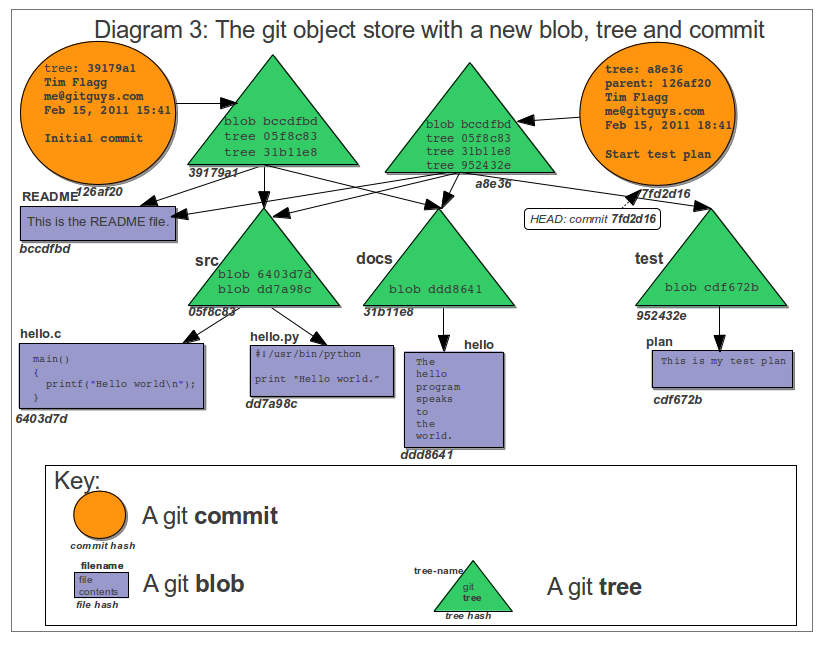 Diagram 3: The git object store with a new blob, tree and commit
tree: 39179a1
Tim Flagg
me@gitguys.com
Feb 15, 2011 15:41
Initial commit
126af20
blob bccdfbd
tree 05f8c83
tree 31b11e8
39179a1
blob bccdfbd
tree 05f8c83
tree 31b11e8
tree 952432e
a8e36
tree: a8e36
parent: 126af20
Tim Flagg
me@gitguys.com
Feb 15, 2011 18:41
Start test plan
7fd2d16
HEAD: commit 7fd2d16
README
This is the README file.
bccdfbd
src
blob 6403d7d
blob dd7a98c
05f8c83
docs
blob ddd8641
31b11e8
test
blob cdf672b
952432e
hello.c
main()
{
printf("Hello world\n");
}
6403d7d
hello.py
#!/usr/bin/python
print "Hello world."
dd7a98c
hello
The
hello
program
speaks
to
the
world.
ddd8641
plan
This is my test plan
cdf672b
Key:
A git commit
commit hash
filename
file
contents
file hash
A git blob
tree-name
git
tree
tree hash
A git tree